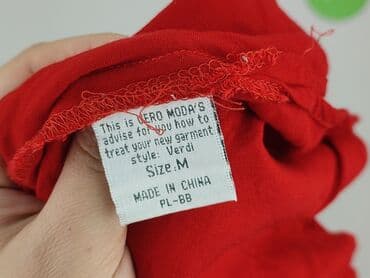 This is VERO MODA'S
advise for you how to
treat your new garment
style: Verdi
Size: M
MADE IN CHINA
PL-BB